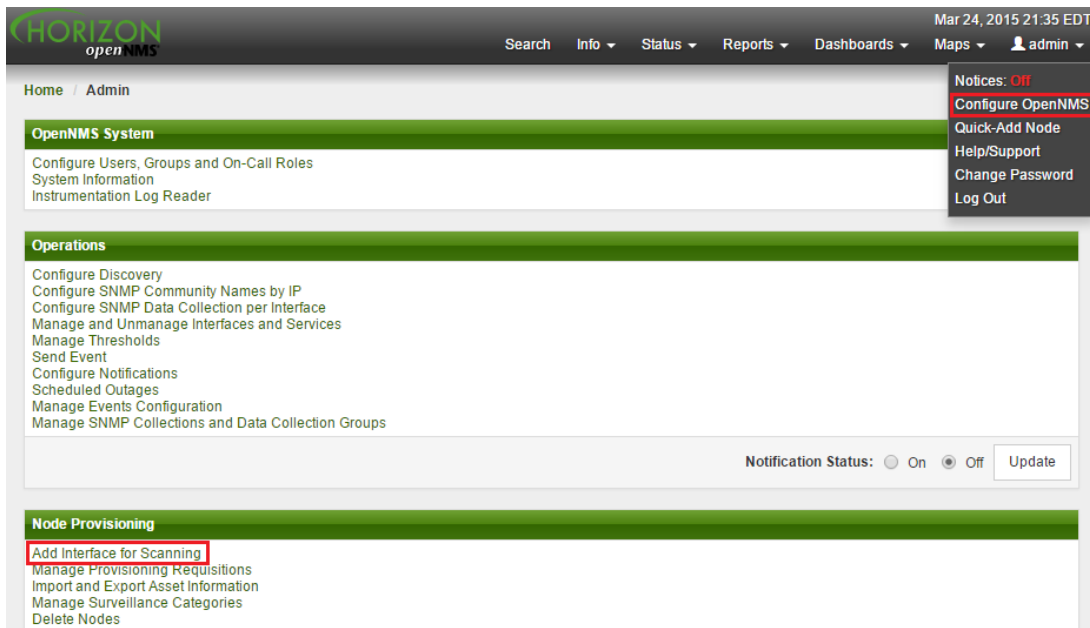 HORIZON
openNMS
Mar 24, 2015 21:35 EDT
Search Info Status Reports Dashboards Maps admin
Notices: Off
Configure OpenNMS
Quick-Add Node
Help/Support
Change Password
Log Out
Home / Admin
OpenNMS System
Configure Users, Groups and On-Call Roles
System Information
Instrumentation Log Reader
Operations
Configure Discovery
Configure SNMP Community Names by IP
Configure SNMP Data Collection per Interface
Manage and Unmanage Interfaces and Services
Manage Thresholds
Send Event
Configure Notifications
Scheduled Outages
Manage Events Configuration
Manage SNMP Collections and Data Collection Groups
Notification Status: On Off Update
Node Provisioning
Add Interface for Scanning
Manage Provisioning Requisitions
Import and Export Asset Information
Manage Surveillance Categories
Delete Nodes